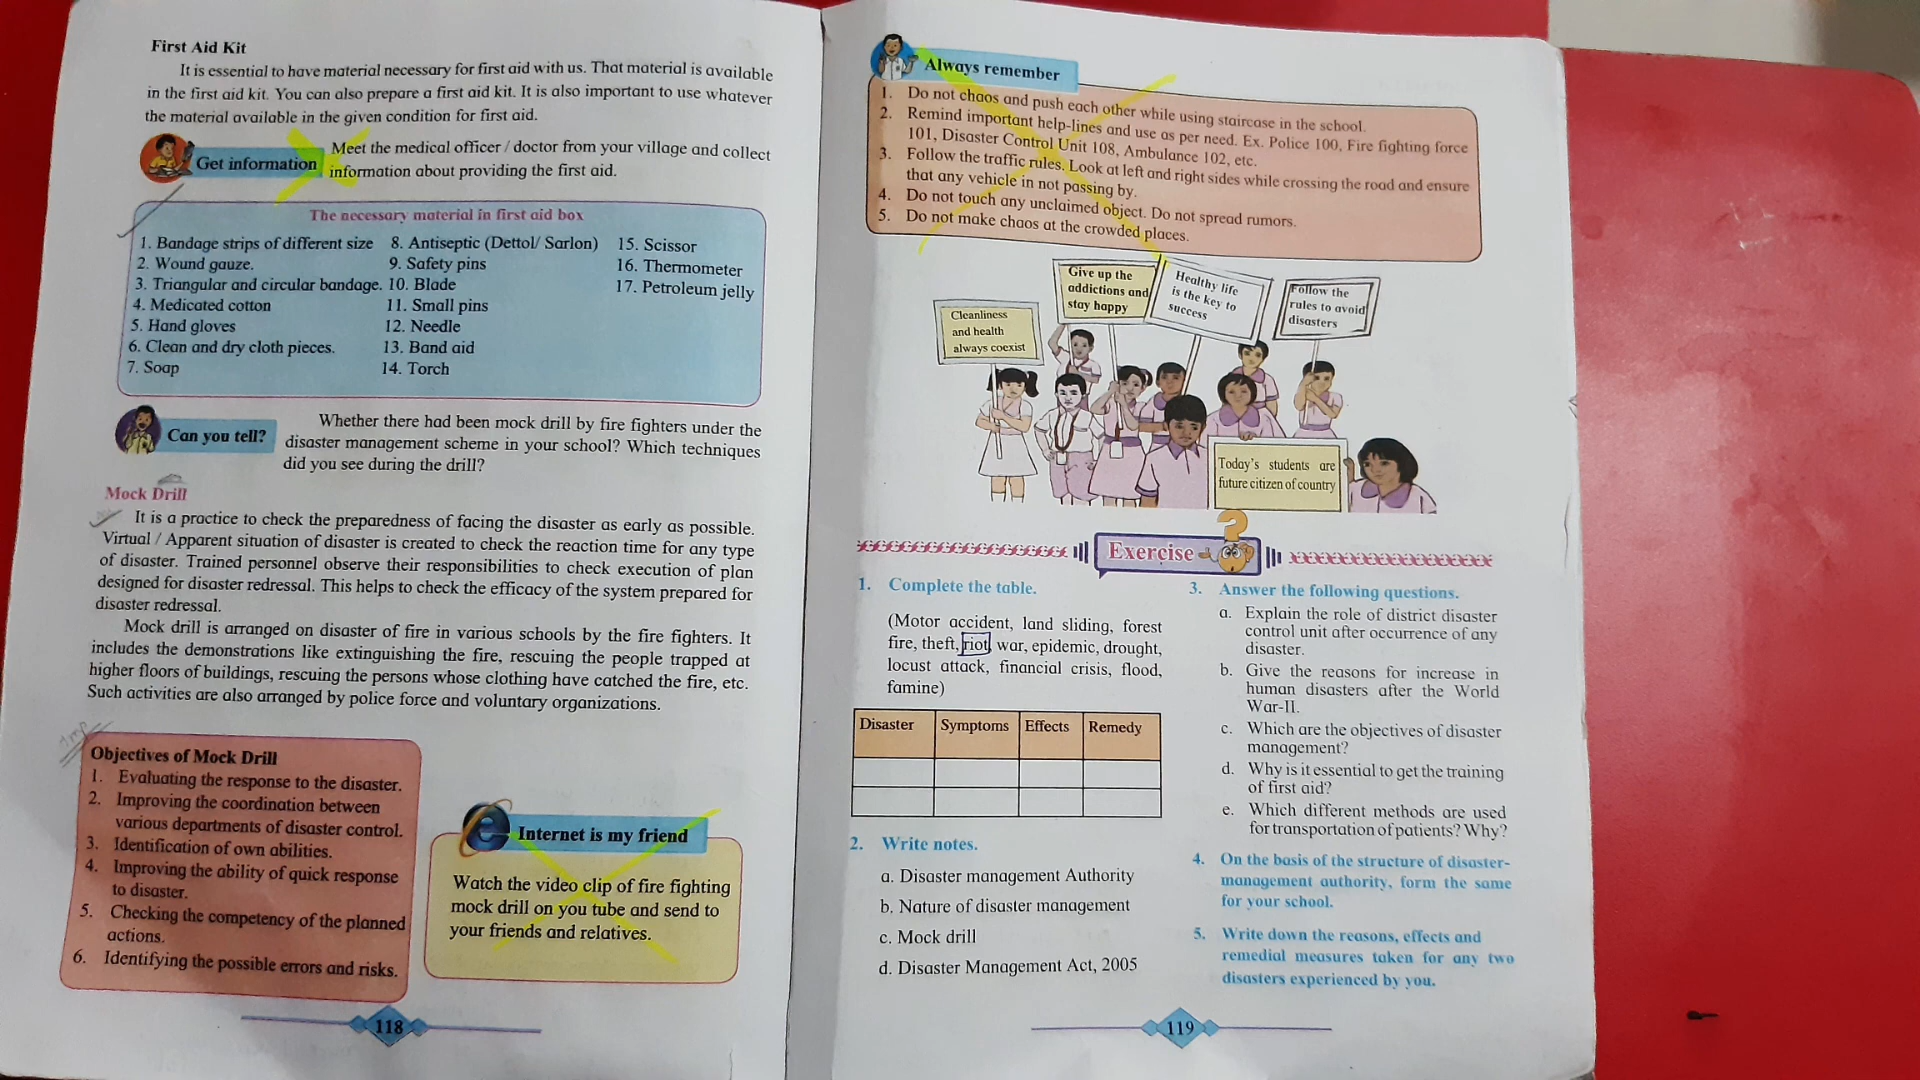 First Aid Kit
It is essential to have material necessary for first aid with us. That material is available
in the first aid kit. You can also prepare a first aid kit. It is also important to use whatever
the material available in the given condition for first aid.
Get information
Meet the medical officer / doctor from your village and collect
information about providing the first aid.
The necessary material in first aid box
1. Bandage strips of different size
2. Wound gauze.
3. Triangular and circular bandage.
4. Medicated cotton
5. Hand gloves
6. Clean and dry cloth pieces.
7. Soap
8. Antiseptic (Dettol/ Sarlon)
9. Safety pins
10. Blade
11. Small pins
12. Needle
13. Band aid
14. Torch
15. Scissor
16. Thermometer
17. Petroleum jelly
Can you tell?
Whether there had been mock drill by fire fighters under the
disaster management scheme in your school? Which techniques
did you see during the drill?
Mock Drill
It is a practice to check the preparedness of facing the disaster as early as possible.
Virtual / Apparent situation of disaster is created to check the reaction time for any type
of disaster. Trained personnel observe their responsibilities to check execution of plan
designed for disaster redressal. This helps to check the efficacy of the system prepared for
disaster redressal.
Mock drill is arranged on disaster of fire in various schools by the fire fighters. It
includes the demonstrations like extinguishing the fire, rescuing the people trapped at
higher floors of buildings, rescuing the persons whose clothing have catched the fire, etc.
Such activities are also arranged by police force and voluntary organizations.
Imp
Objectives of Mock Drill
1. Evaluating the response to the disaster.
2. Improving the coordination between
various departments of disaster control.
3. Identification of own abilities.
4. Improving the ability of quick response
to disaster.
5. Checking the competency of the planned
actions.
6. Identifying the possible errors and risks.
Internet is my friend
Watch the video clip of fire fighting
mock drill on you tube and send to
your friends and relatives.
118
Always remember
1. Do not chaos and push each other while using staircase in the school.
2. Remind important help-lines and use as per need. Ex. Police 100, Fire fighting force
101, Disaster Control Unit 108, Ambulance 102, etc.
3. Follow the traffic rules. Look at left and right sides while crossing the road and ensure
that any vehicle in not passing by.
4. Do not touch any unclaimed object. Do not spread rumors.
5. Do not make chaos at the crowded places.
Cleanliness
and health
always coexist
Give up the
addictions and
stay happy
Healthy life
is the key to
success
Follow the
rules to avoid
disasters
Today's students are
future citizen of country
Exercise
1. Complete the table.
(Motor accident, land sliding, forest
fire, theft, riot, war, epidemic, drought,
locust attack, financial crisis, flood,
famine)
Disaster Symptoms Effects Remedy
2. Write notes.
a. Disaster management Authority
b. Nature of disaster management
c. Mock drill
d. Disaster Management Act, 2005
3. Answer the following questions.
a. Explain the role of district disaster
control unit after occurrence of any
disaster.
b. Give the reasons for increase in
human disasters after the World
War-II.
c. Which are the objectives of disaster
management?
d. Why is it essential to get the training
of first aid?
e. Which different methods are used
for transportation of patients? Why?
4. On the basis of the structure of disaster-
management authority, form the same
for your school.
5. Write down the reasons, effects and
remedial measures taken for any two
disasters experienced by you.
119